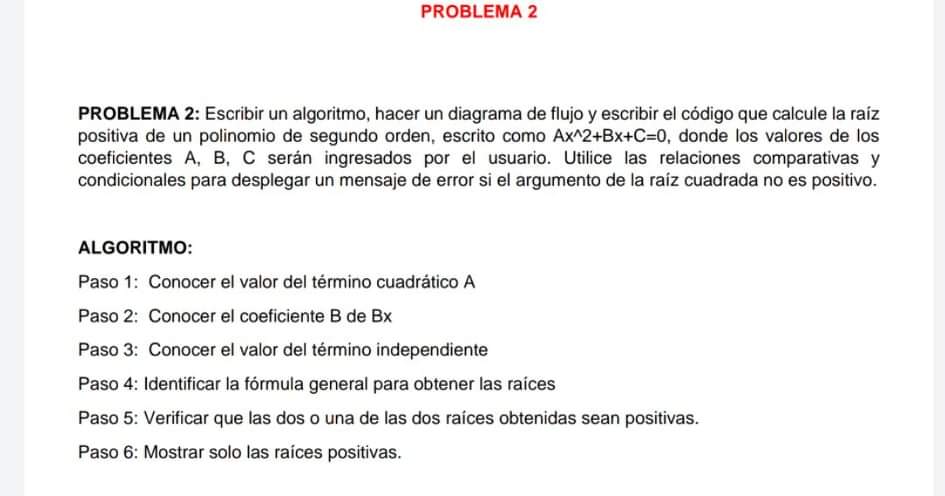 PROBLEMA 2
PROBLEMA 2: Escribir un algoritmo, hacer un diagrama de flujo y escribir el código que calcule la raíz
positiva de un polinomio de segundo orden, escrito como Ax^2+Bx+C=0, donde los valores de los
coeficientes A, B, C serán ingresados por el usuario. Utilice las relaciones comparativas y
condicionales para desplegar un mensaje de error si el argumento de la raíz cuadrada no es positivo.
ALGORITMO:
Paso 1: Conocer el valor del término cuadrático A
Paso 2: Conocer el coeficiente B de Bx
Paso 3: Conocer el valor del término independiente
Paso 4: Identificar la fórmula general para obtener las raíces
Paso 5: Verificar que las dos o una de las dos raíces obtenidas sean positivas.
Paso 6: Mostrar solo las raíces positivas.